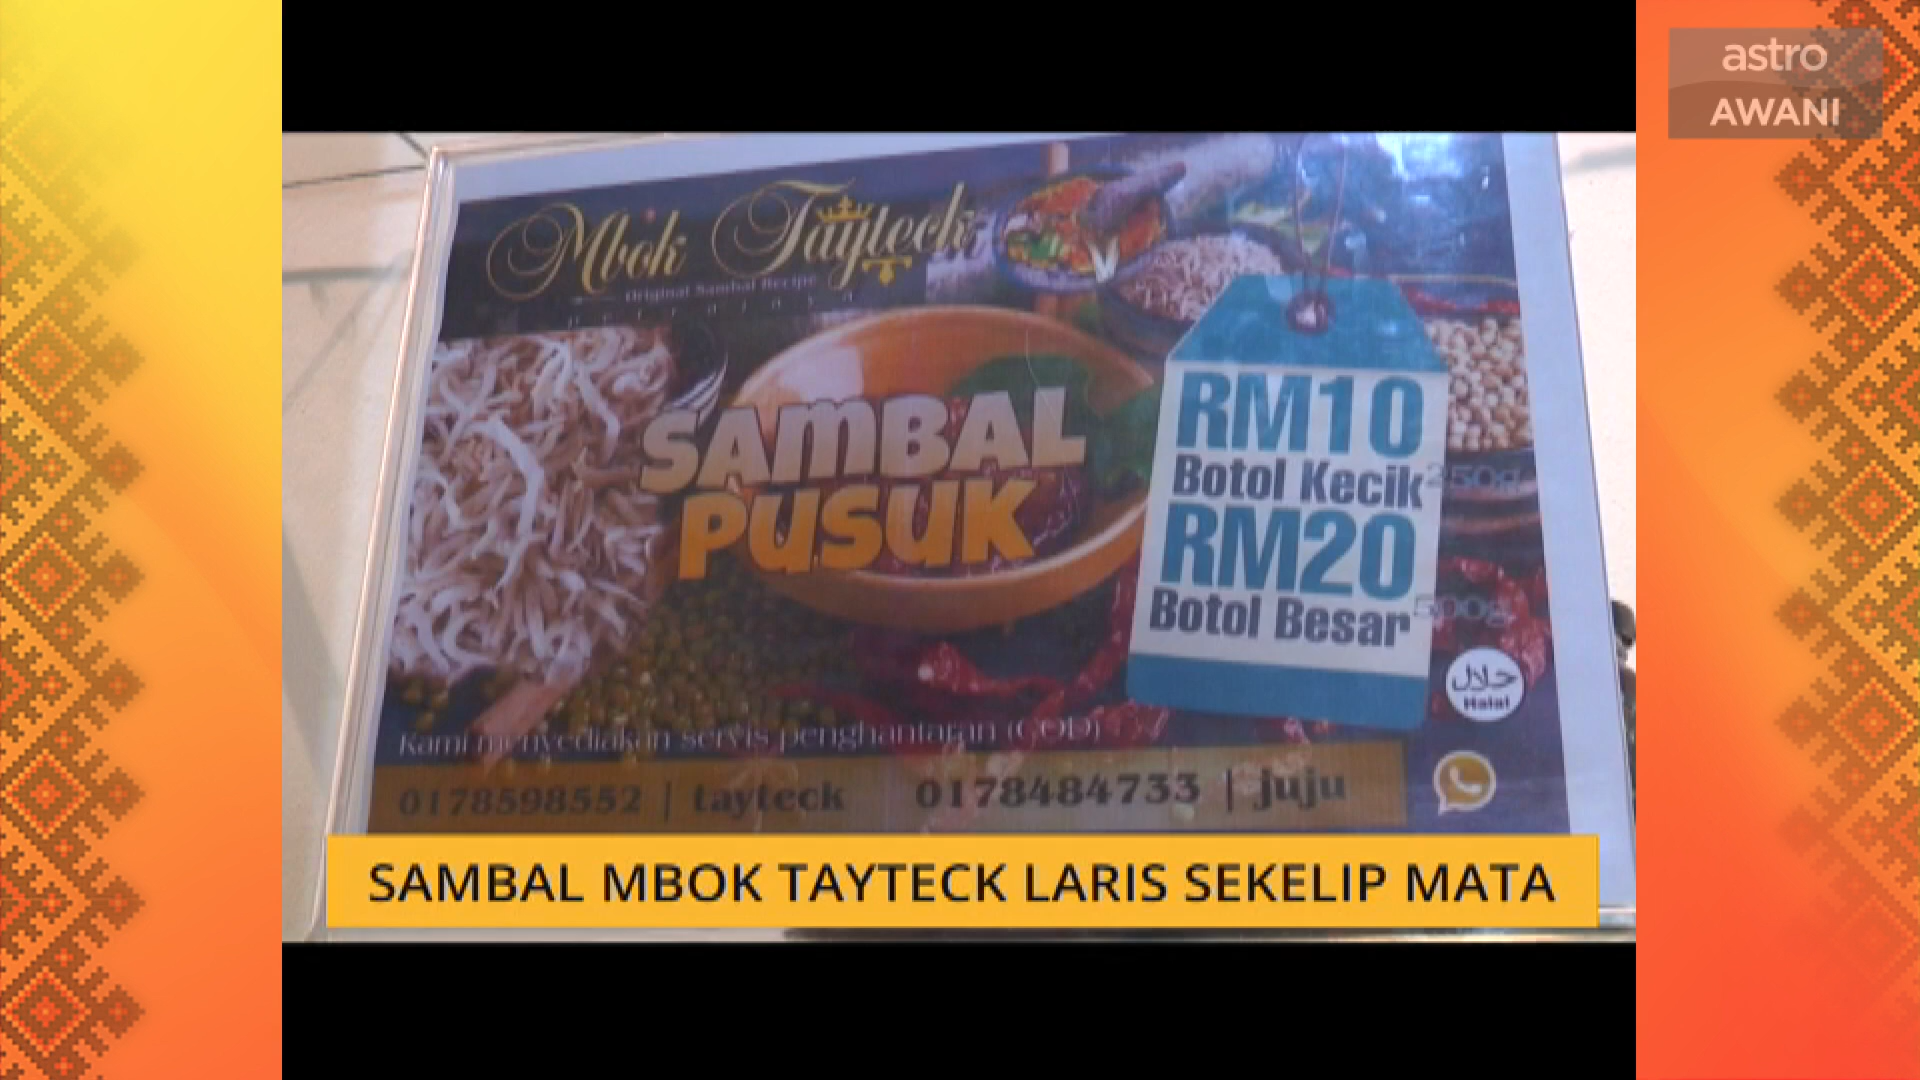 astro
AWANI
Mbok Tayteck
Original Sambal Recipe
SAMBAL
PUSUK
RM10
Botol Kecik 250g
RM20
Botol Besar 500g
حلال
Halal
Kami menyediakan servis penghantaran (COD)
0178598552 | tayteck 0178484733 | juju
SAMBAL MBOK TAYTECK LARIS SEKELIP MATA